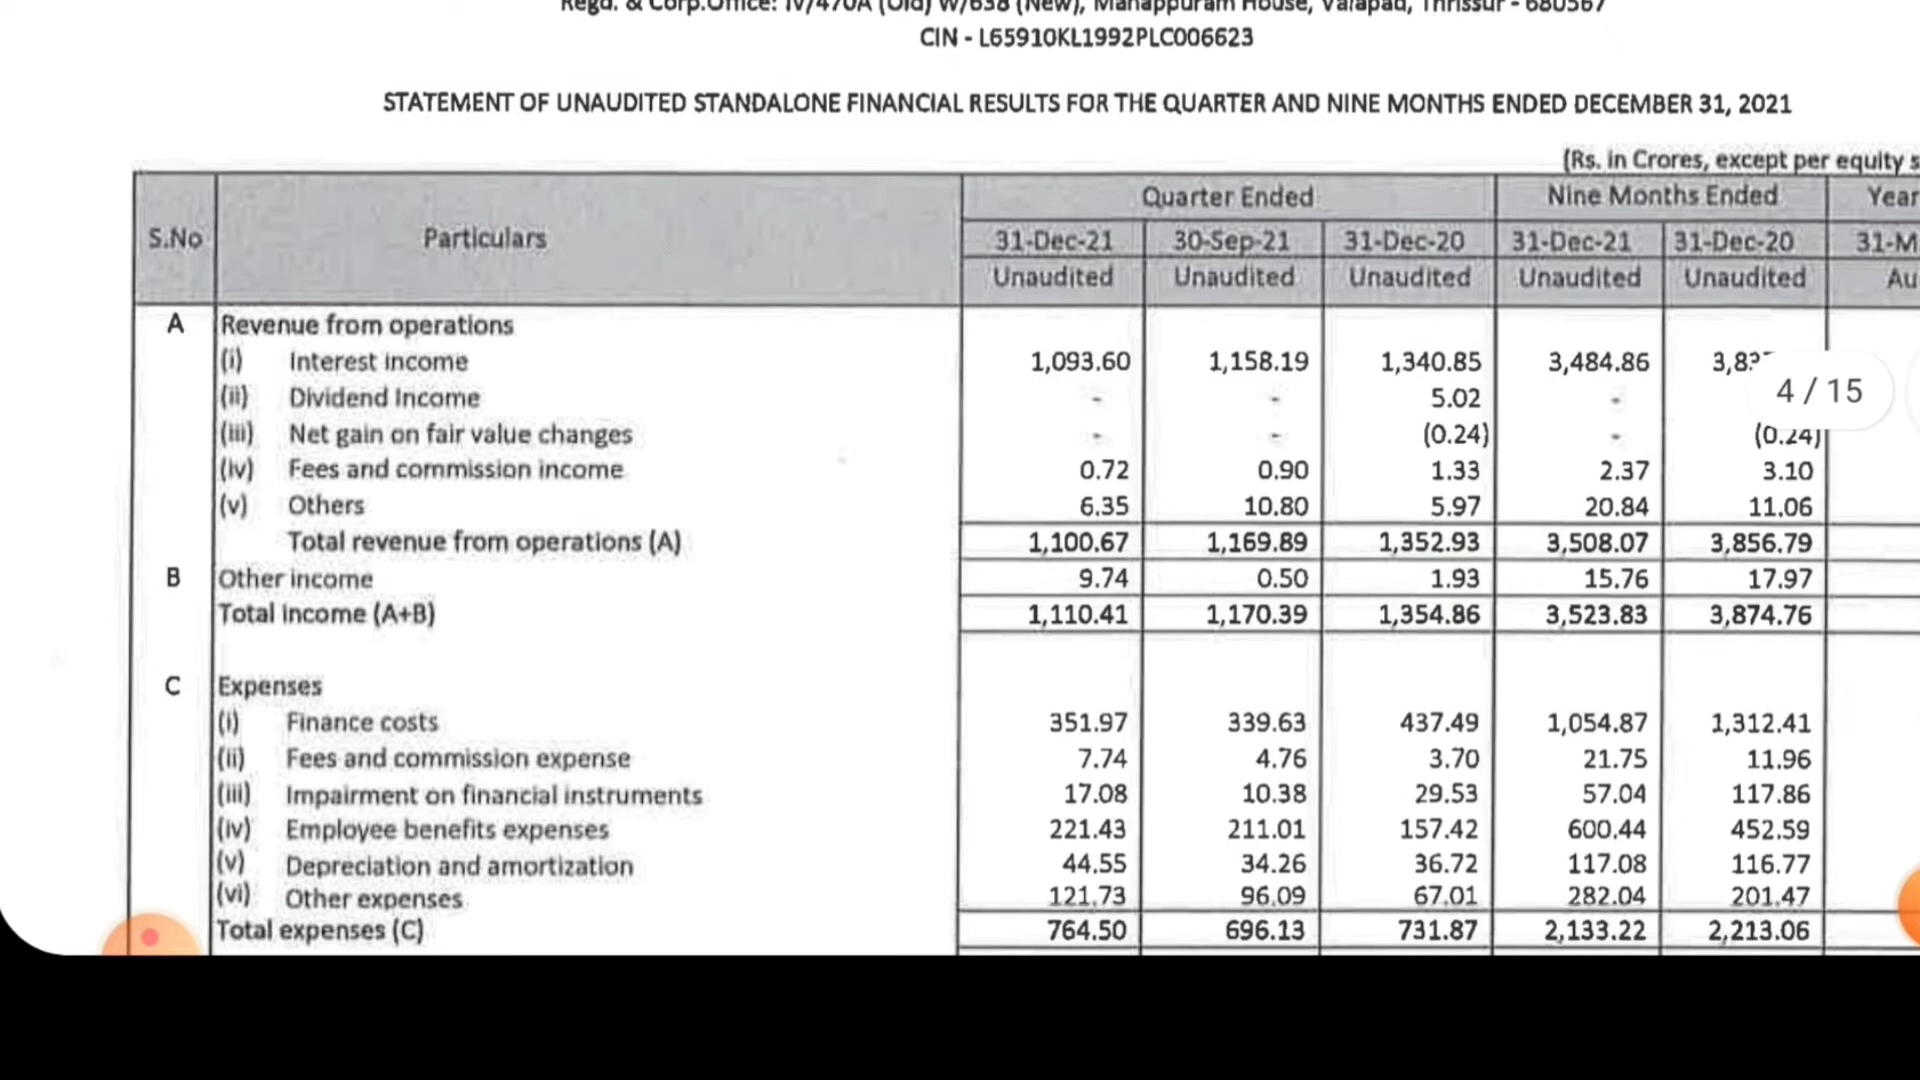 Regd. & Corp.Office: IV/470A (Old) W/638 (New), Manappuram House, Valapad, Thrissur - 680567
CIN - L65910KL1992PLC006623
STATEMENT OF UNAUDITED STANDALONE FINANCIAL RESULTS FOR THE QUARTER AND NINE MONTHS ENDED DECEMBER 31, 2021
(Rs. in Crores, except per equity s
S.No Particulars Quarter Ended Nine Months Ended Year
31-Dec-21 30-Sep-21 31-Dec-20 31-Dec-21 31-Dec-20 31-M
Unaudited Unaudited Unaudited Unaudited Unaudited Au
A Revenue from operations
(i) Interest income 1,093.60 1,158.19 1,340.85 3,484.86
4 / 15
(ii) Dividend Income - - 5.02 -
(iii) Net gain on fair value changes - - (0.24) - (0.24)
(iv) Fees and commission income 0.72 0.90 1.33 2.37 3.10
(v) Others 6.35 10.80 5.97 20.84 11.06
Total revenue from operations (A) 1,100.67 1,169.89 1,352.93 3,508.07 3,856.79
B Other income 9.74 0.50 1.93 15.76 17.97
Total income (A+B) 1,110.41 1,170.39 1,354.86 3,523.83 3,874.76
C Expenses
(i) Finance costs 351.97 339.63 437.49 1,054.87 1,312.41
(ii) Fees and commission expense 7.74 4.76 3.70 21.75 11.96
(iii) Impairment on financial instruments 17.08 10.38 29.53 57.04 117.86
(iv) Employee benefits expenses 221.43 211.01 157.42 600.44 452.59
(v) Depreciation and amortization 44.55 34.26 36.72 117.08 116.77
(vi) Other expenses 121.73 96.09 67.01 282.04 201.47
Total expenses (C) 764.50 696.13 731.87 2,133.22 2,213.06